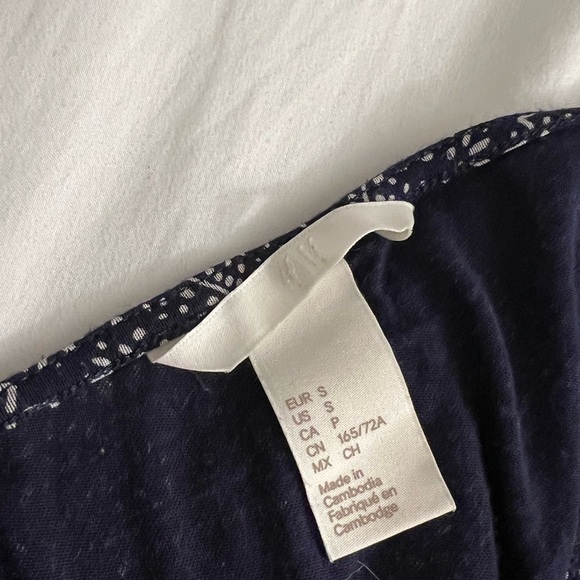 EUR S
US S
CA P
CN 165/72A
MX CH
Made in
Cambodia
Fabriqué en
Cambodge